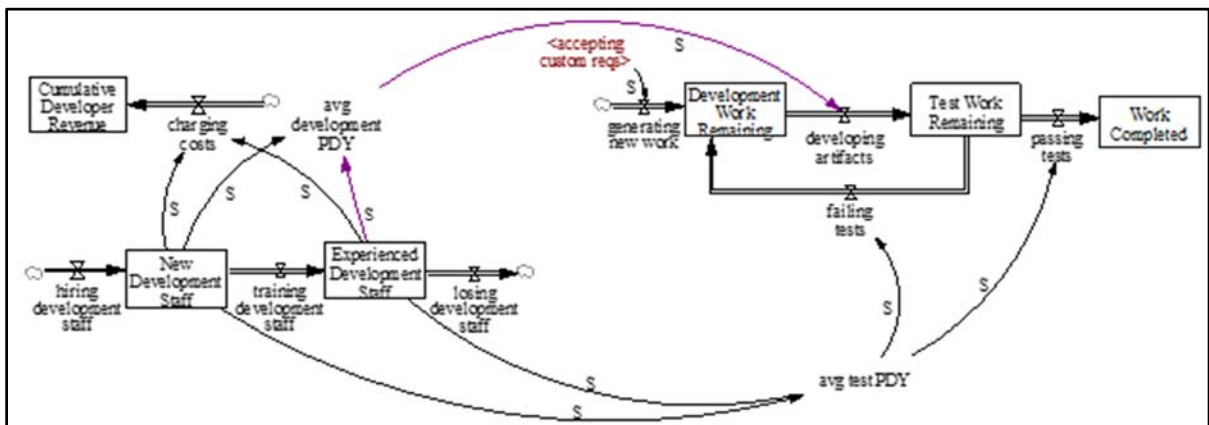 S
<accepting
custom reqs>
S
Cumulative
Developer
Revenue
charging
costs
avg
development
PDY
generating
new work
Development
Work
Remaining
developing
artifacts
Test Work
Remaining
passing
tests
Work
Completed
S
S
S
S
failing
tests
hiring
development
staff
New
Development
Staff
training
development
staff
Experienced
Development
Staff
losing
development
staff
S
S
avg test PDY
S
S